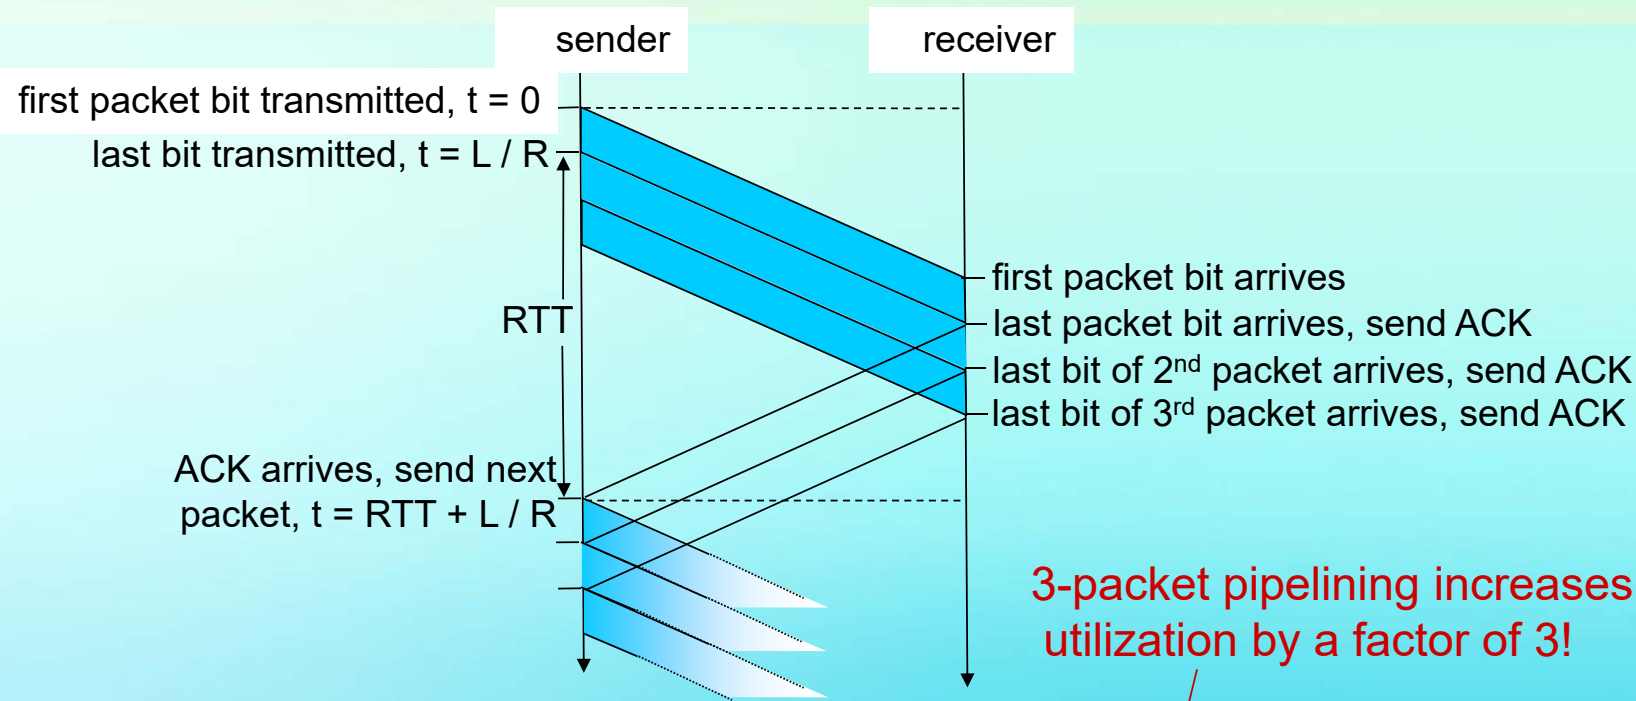 sender
receiver
first packet bit transmitted, t = 0
last bit transmitted, t = L / R
first packet bit arrives
RTT
last packet bit arrives, send ACK
last bit of 2nd packet arrives, send ACK
last bit of 3rd packet arrives, send ACK
ACK arrives, send next
packet, t = RTT + L / R
3-packet pipelining increases
utilization by a factor of 3!